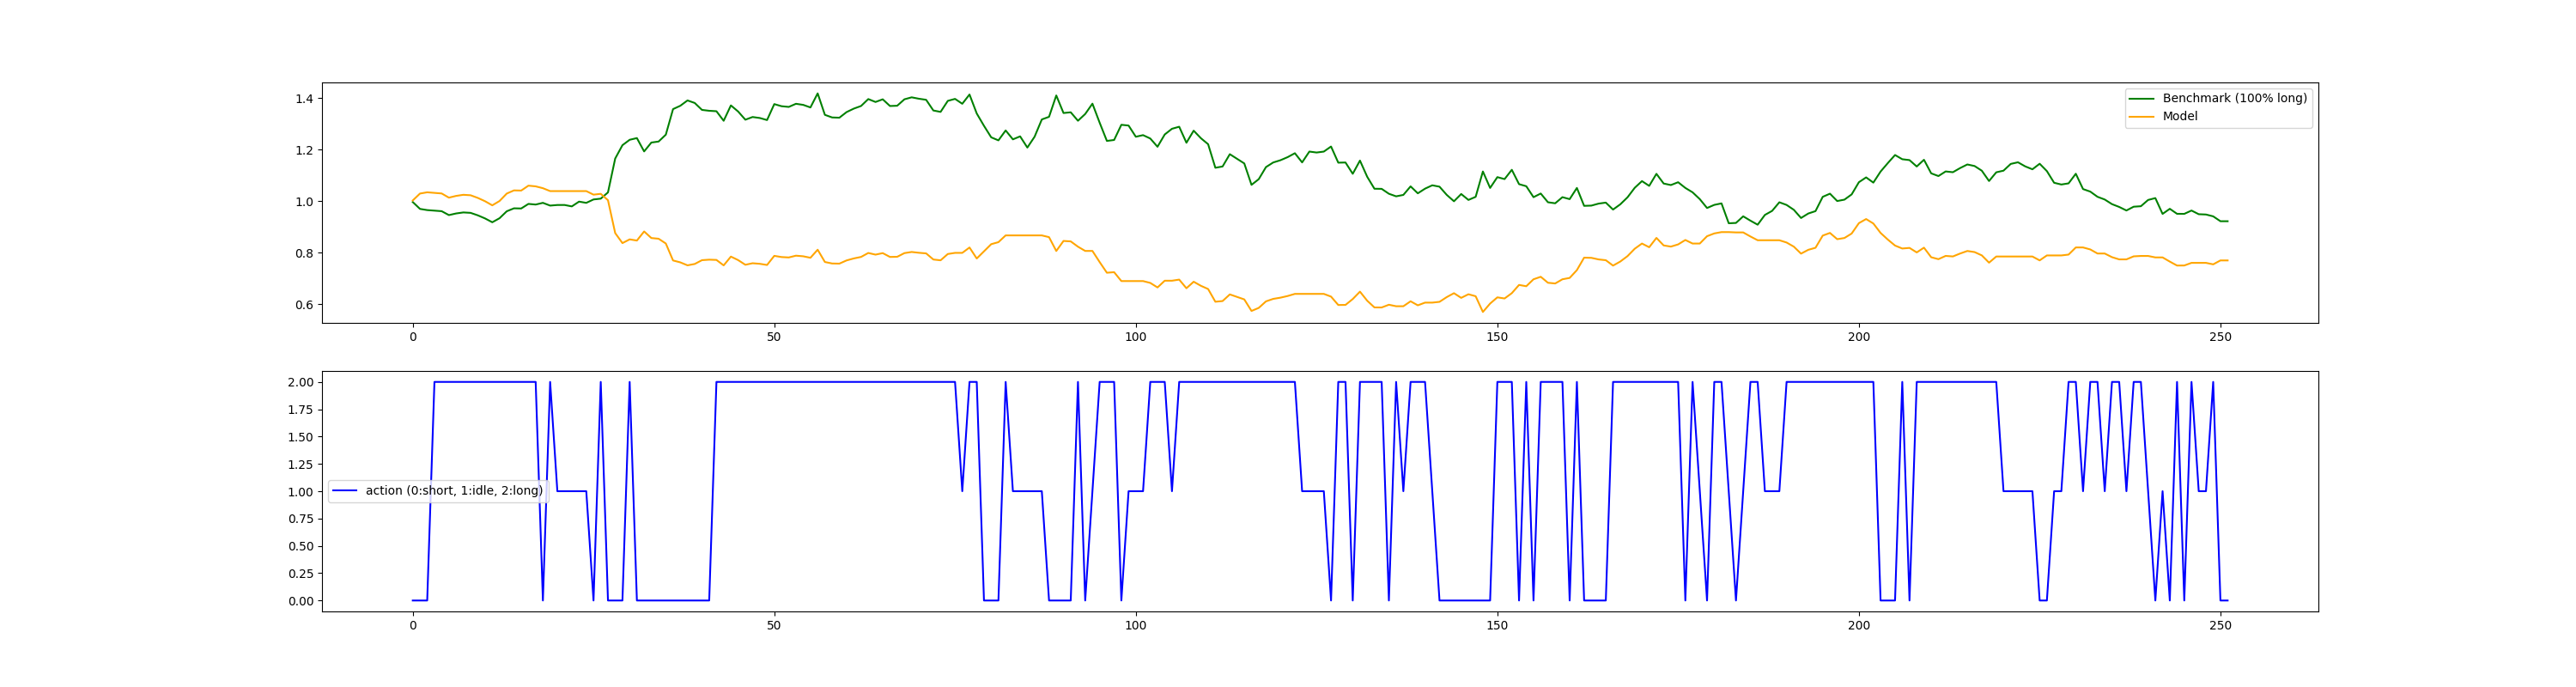 1.4
1.2
1.0
0.8
0.6
Benchmark (100% long)
Model
0 50 100 150 200 250
2.00
1.75
1.50
1.25
1.00
0.75
0.50
0.25
0.00
action (0:short, 1:idle, 2:long)
0 50 100 150 200 250